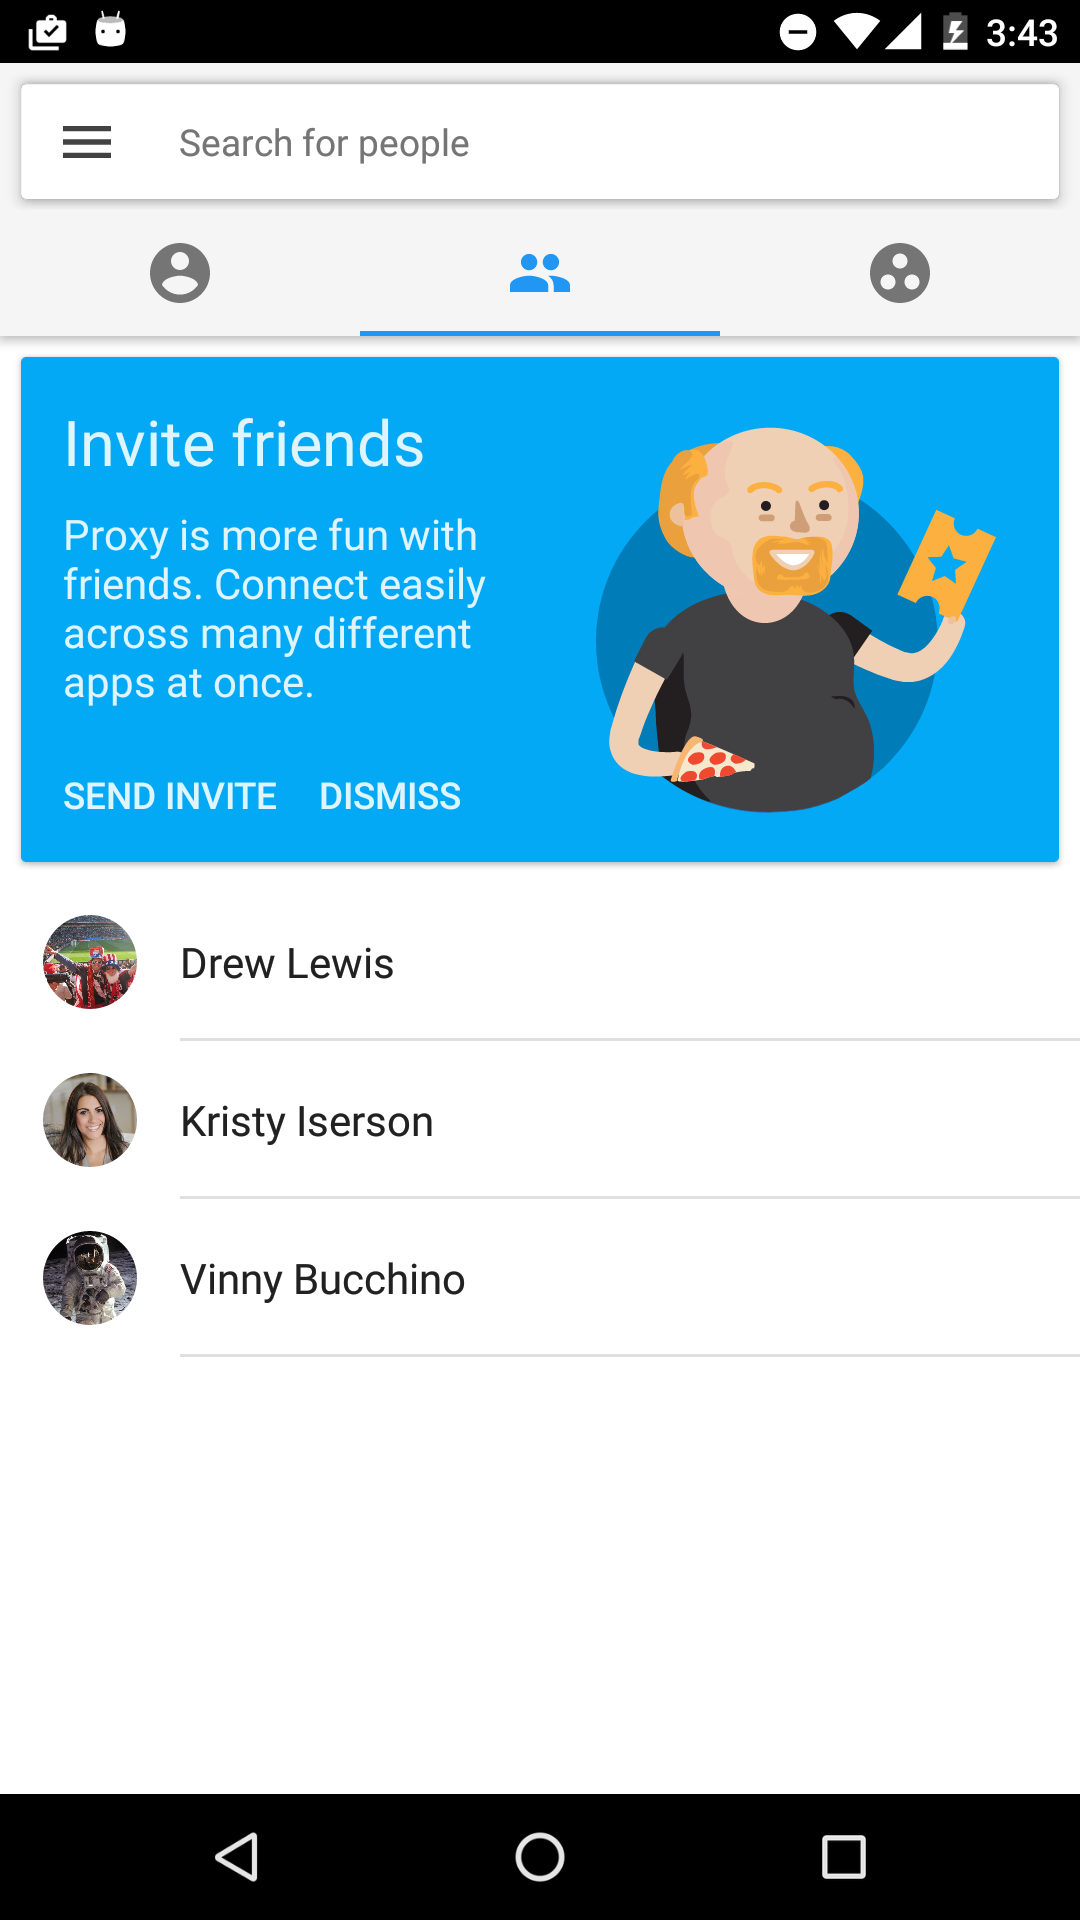 3:43
Search for people
Invite friends
Proxy is more fun with
friends. Connect easily
across many different
apps at once.
SEND INVITE DISMISS
Drew Lewis
Kristy Iserson
Vinny Bucchino